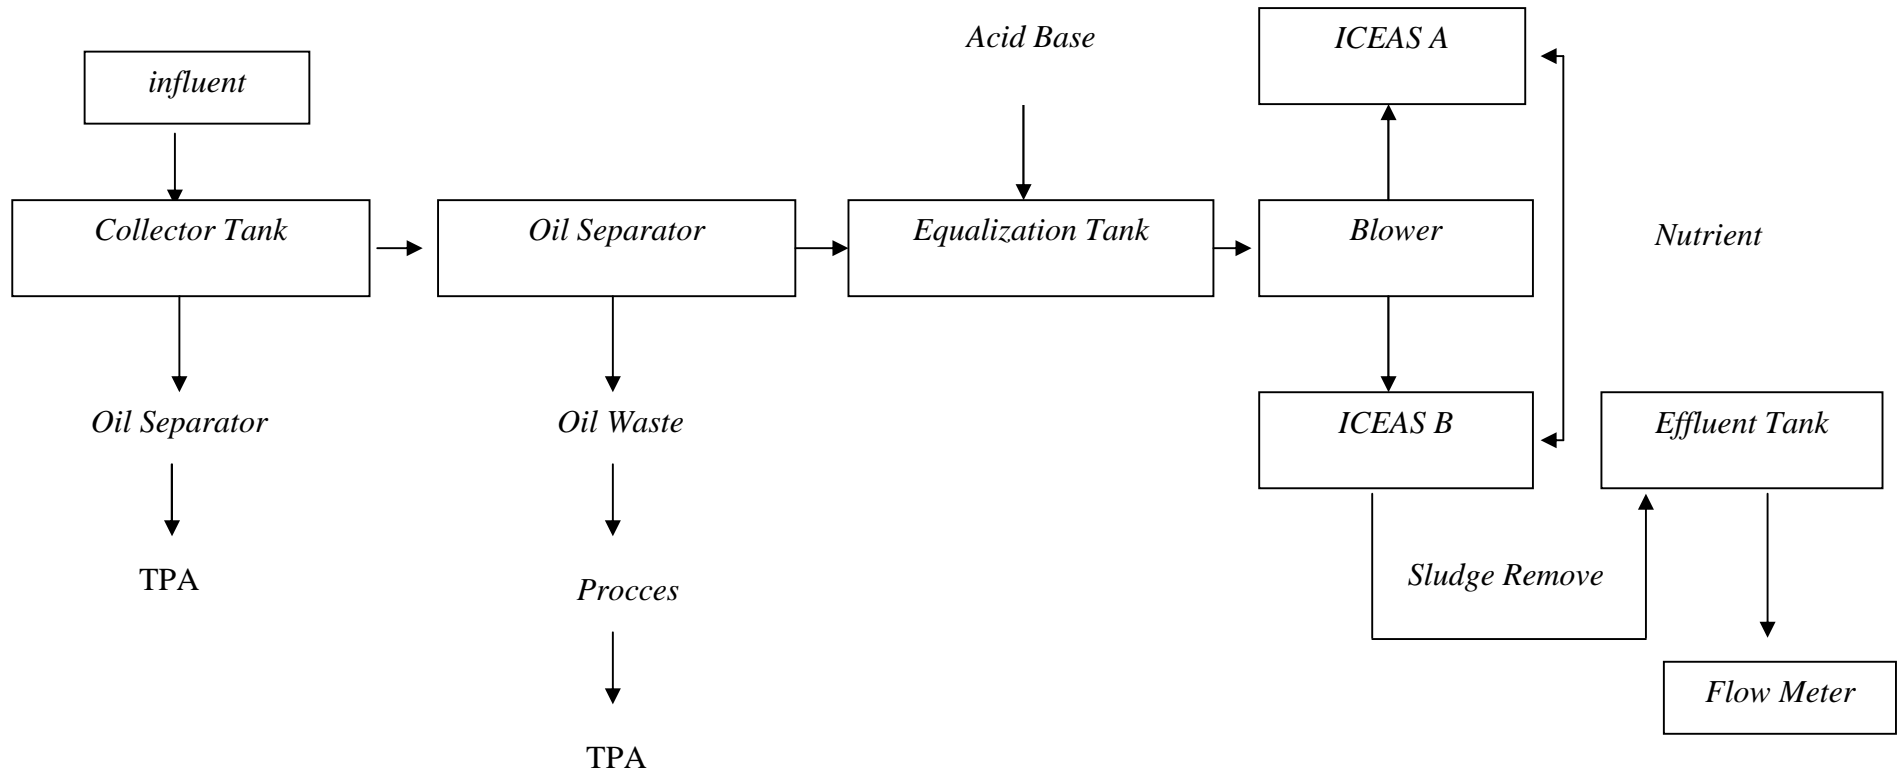 Acid Base
ICEAS A
influent
Collector Tank
Oil Separator
Equalization Tank
Blower
Nutrient
Oil Separator
Oil Waste
ICEAS B
Effluent Tank
TPA
Procces
Sludge Remove
Flow Meter
TPA